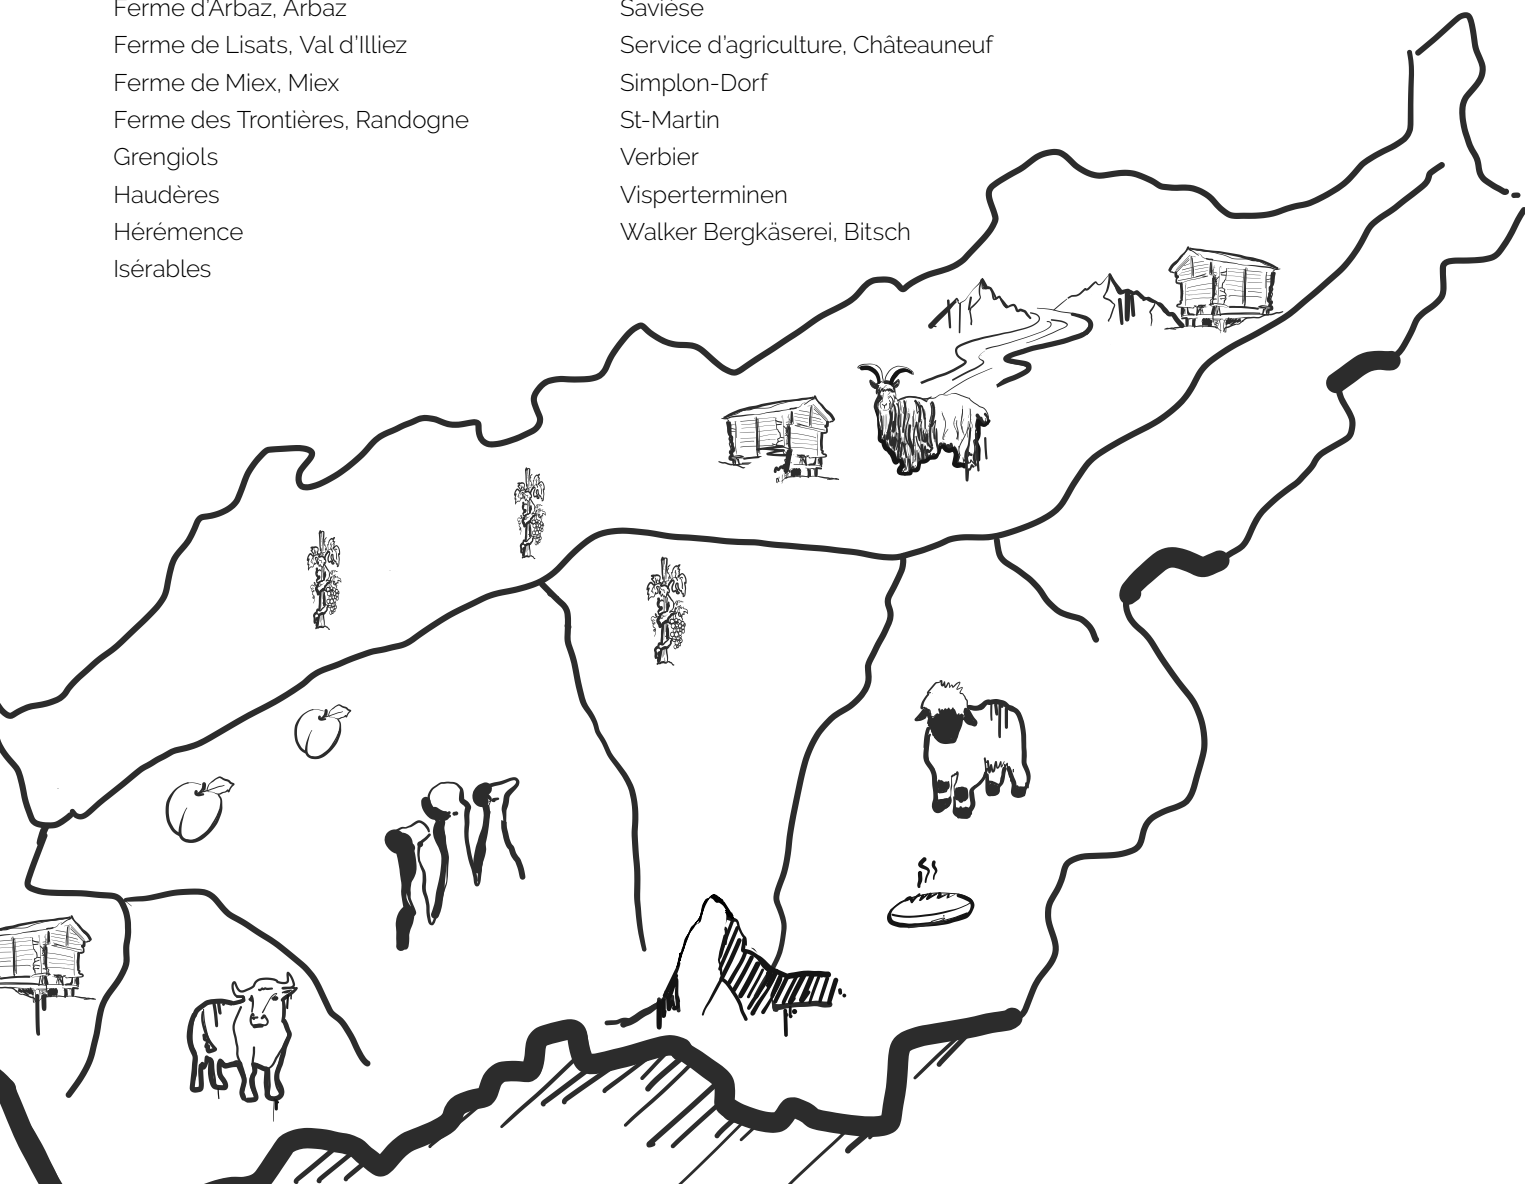 Ferme d’Arbaz, Arbaz
Ferme de Lisats, Val d’Illiez
Ferme de Miex, Miex
Ferme des Trontières, Randogne
Grengiols
Haudères
Hérémence
Isérables
Savièse
Service d’agriculture, Châteauneuf
Simplon-Dorf
St-Martin
Verbier
Visperterminen
Walker Bergkäserei, Bitsch